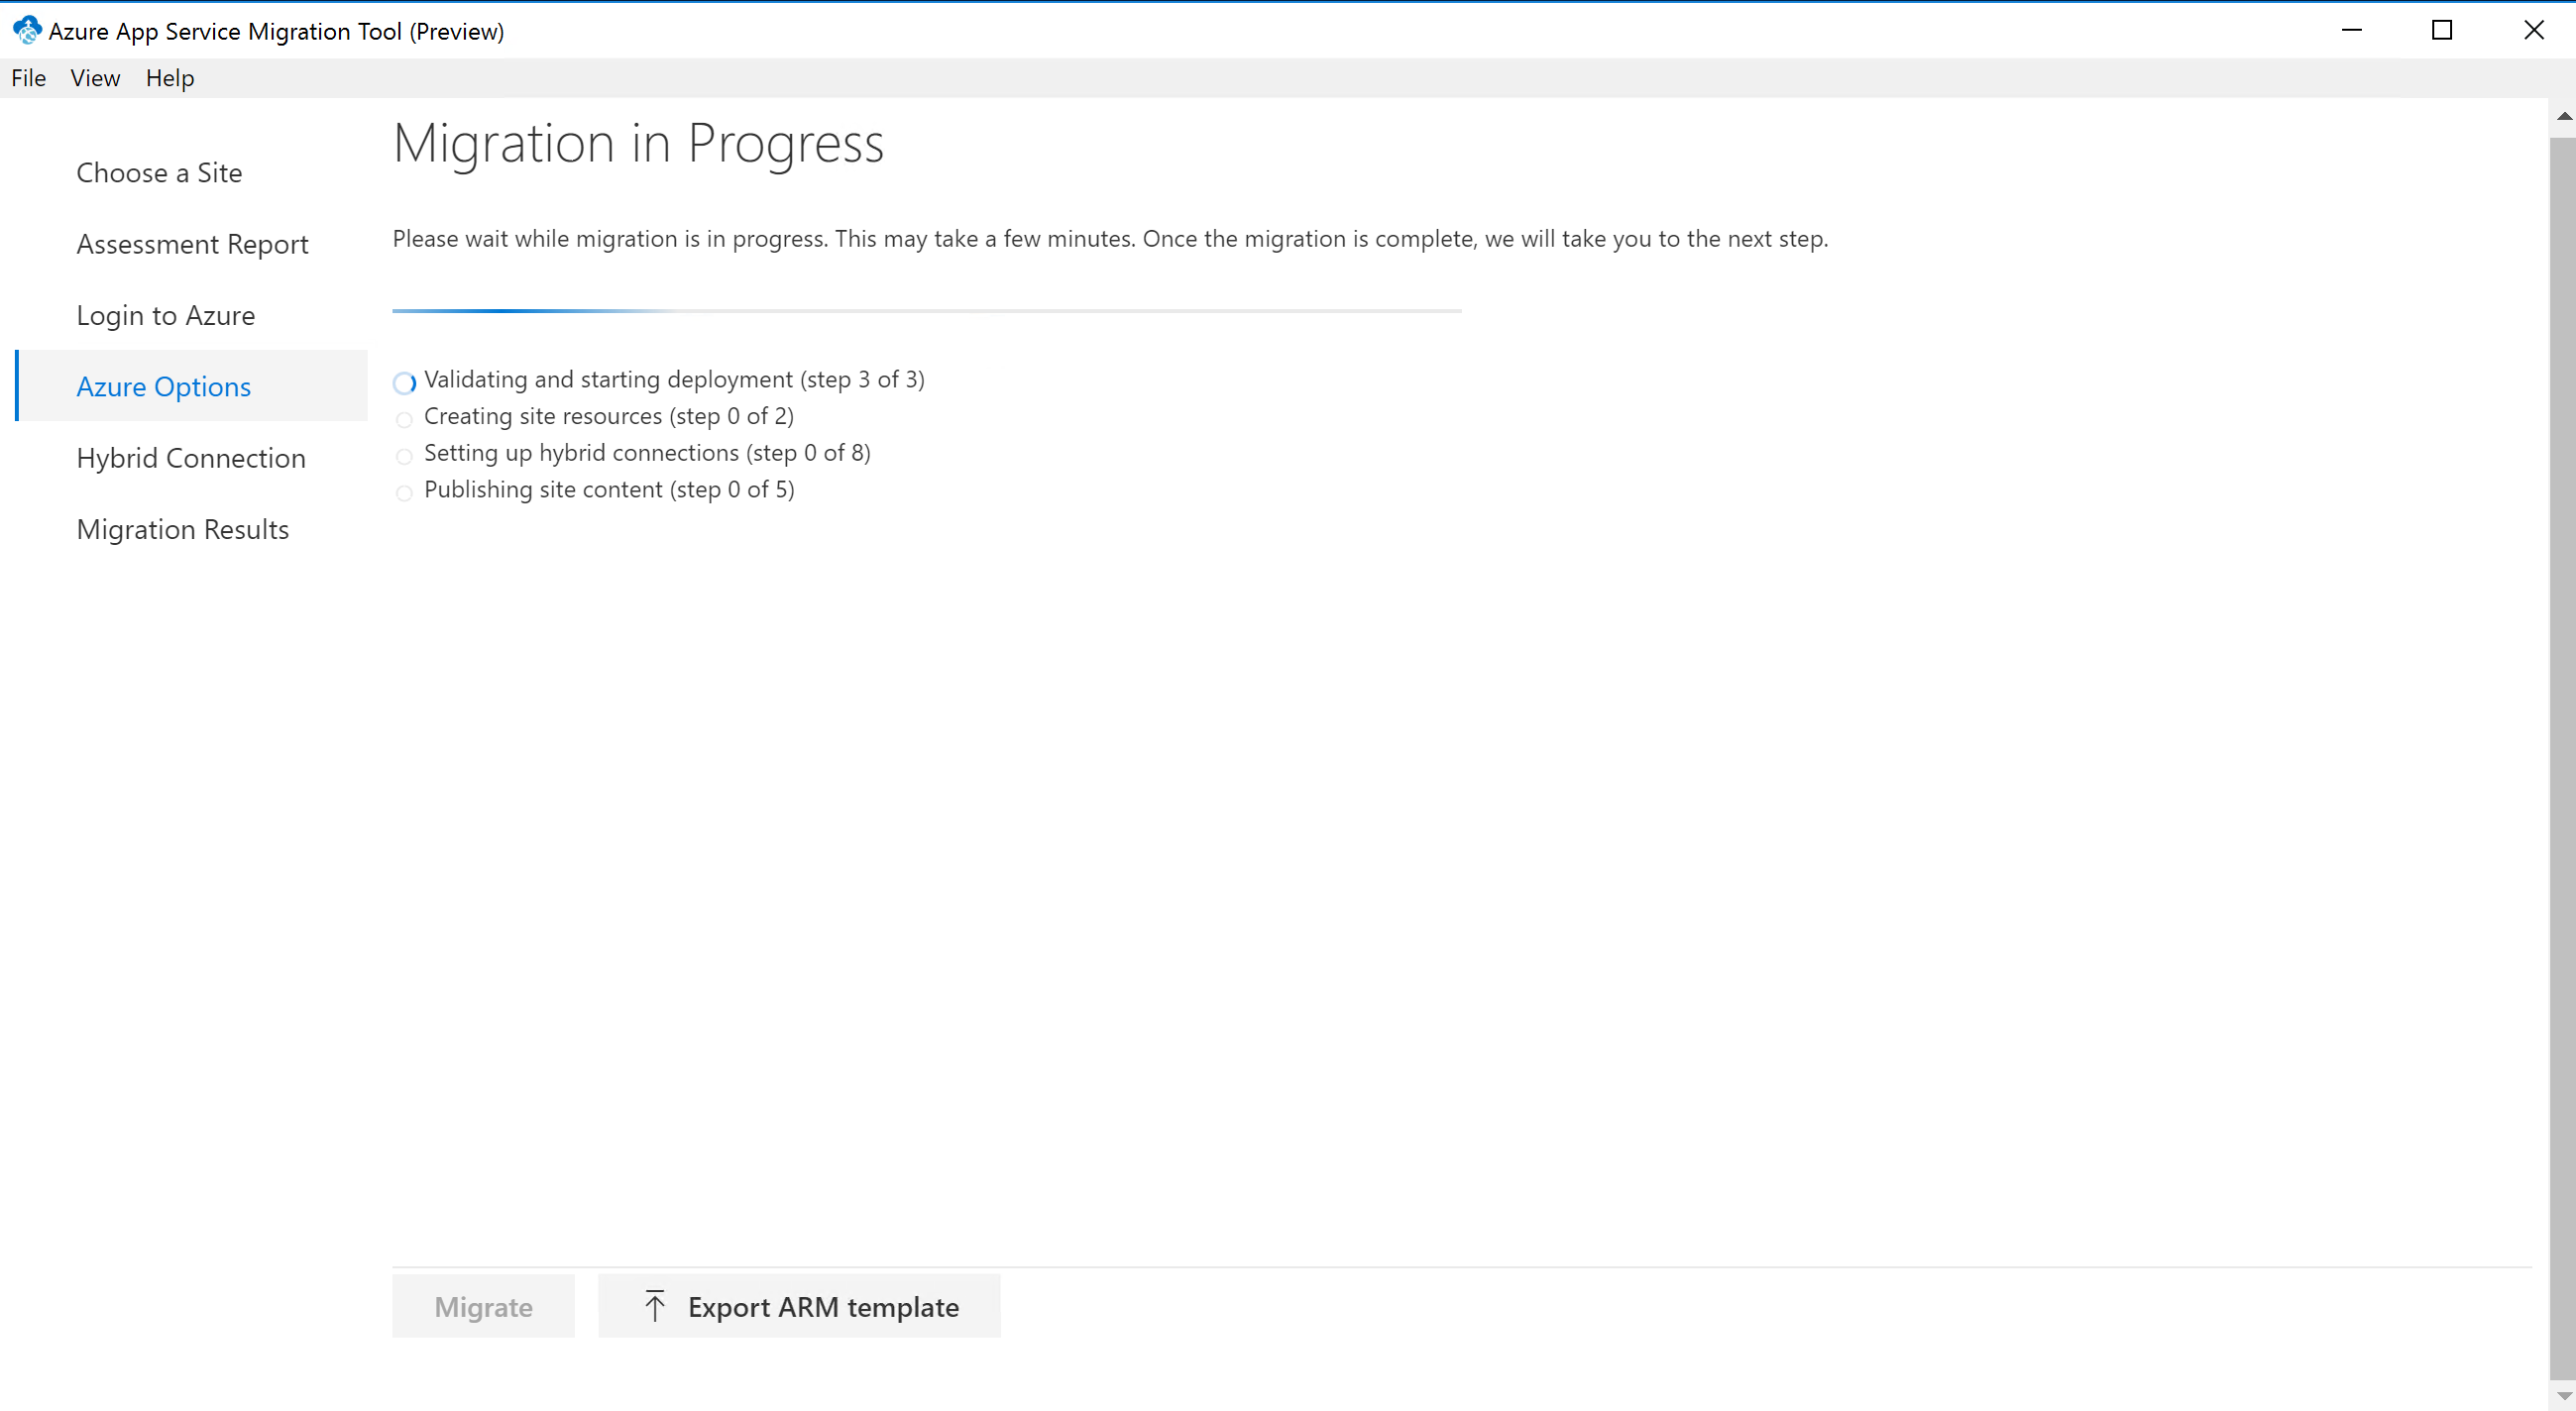 Azure App Service Migration Tool (Preview)
File View Help
Choose a Site
Assessment Report
Login to Azure
Azure Options
Hybrid Connection
Migration Results
Migration in Progress
Please wait while migration is in progress. This may take a few minutes. Once the migration is complete, we will take you to the next step.
Validating and starting deployment (step 3 of 3)
Creating site resources (step 0 of 2)
Setting up hybrid connections (step 0 of 8)
Publishing site content (step 0 of 5)
Migrate
Export ARM template